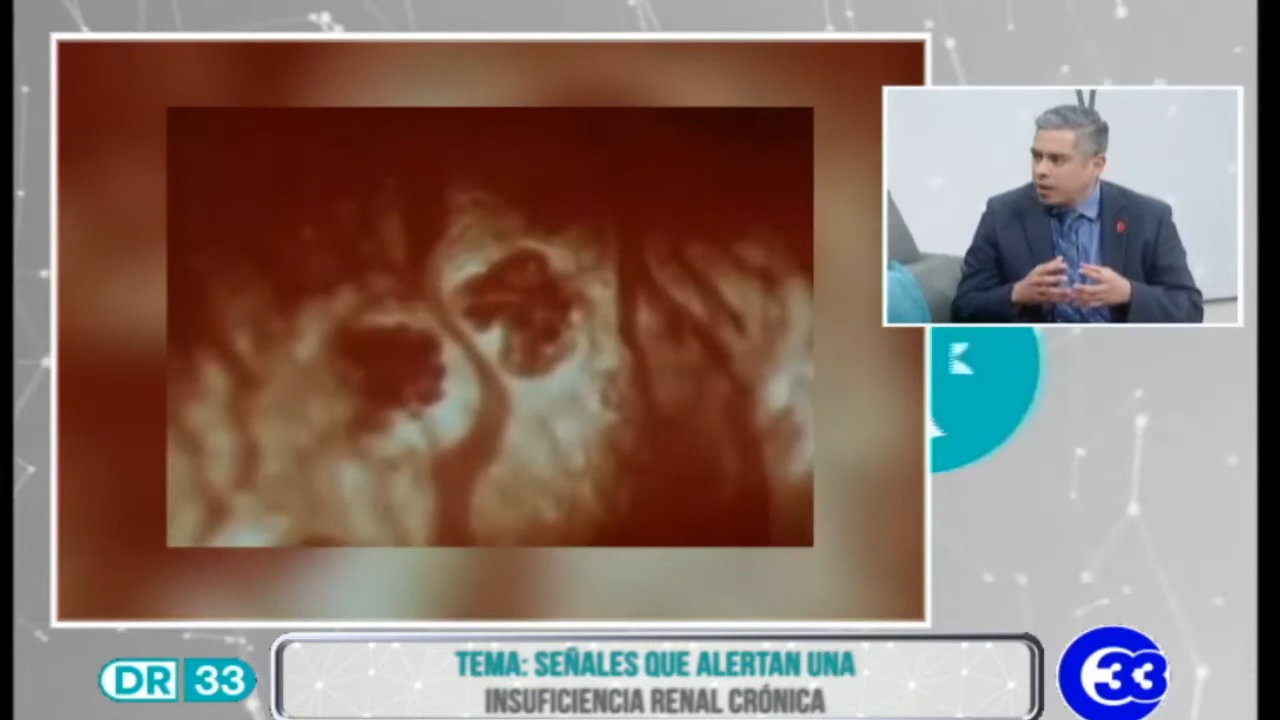 DR 33
TEMA: SEÑALES QUE ALERTAN UNA
INSUFICIENCIA RENAL CRÓNICA
33